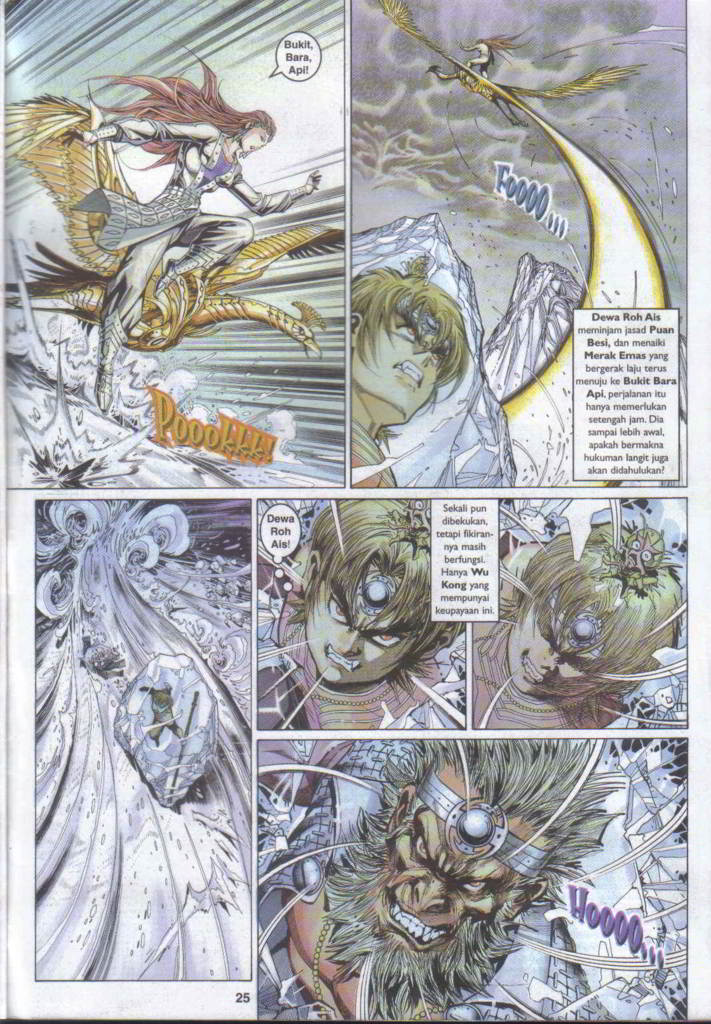 Bukit,
Bara,
Api!
Poookkk!
Foooo...
Dewa Roh Ais
meminjam jasad Puan
Besi, dan menaiki
Merak Emas yang
bergerak laju terus
menuju ke Bukit Bara
Api, perjalanan itu
hanya memerlukan
setengah jam. Dia
sampai lebih awal,
apakah bermakna
hukuman langit juga
akan didahulukan?
Dewa
Roh
Ais!
Sekali pun
dibekukan,
tetapi fikiran-
nya masih
berfungsi.
Hanya Wu
Kong yang
mempunyai
keupayaan ini.
Hoooo...
25